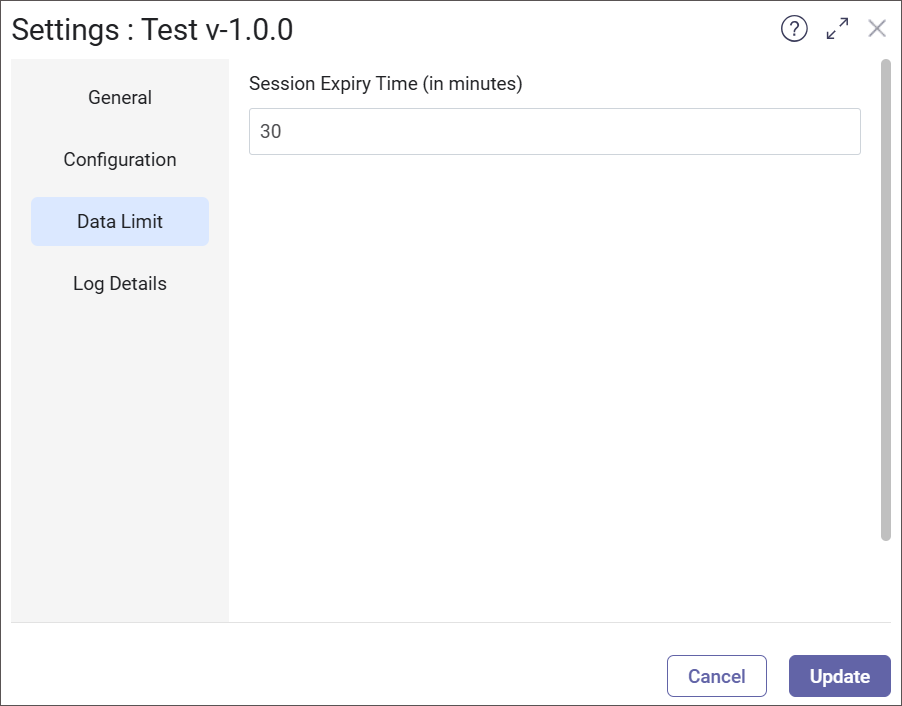 Settings : Test v-1.0.0
General
Configuration
Data Limit
Log Details
Session Expiry Time (in minutes)
30
Cancel
Update